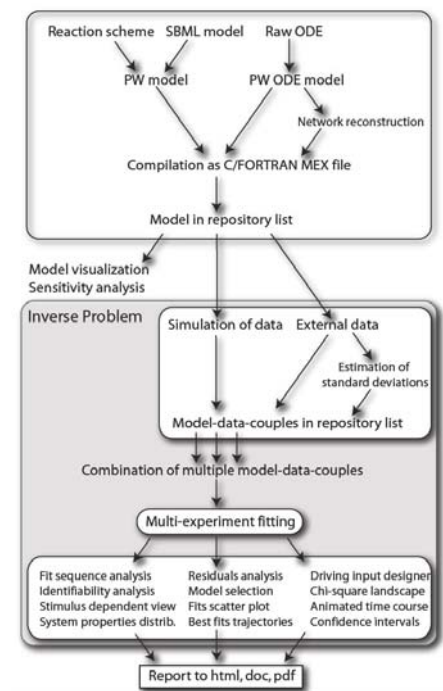 Reaction scheme SBML model Raw ODE
PW model PW ODE model
Network reconstruction
Compilation as C/FORTRAN MEX file
Model in repository list
Model visualization
Sensitivity analysis
Inverse Problem
Simulation of data External data
Estimation of
standard deviations
Model-data-couples in repository list
Combination of multiple model-data-couples
Multi-experiment fitting
Fit sequence analysis
Identifiability analysis
Stimulus dependent view
System properties distrib.
Residuals analysis
Model selection
Fits scatter plot
Best fits trajectories
Driving input designer
Chi-square landscape
Animated time course
Confidence intervals
Report to html, doc, pdf